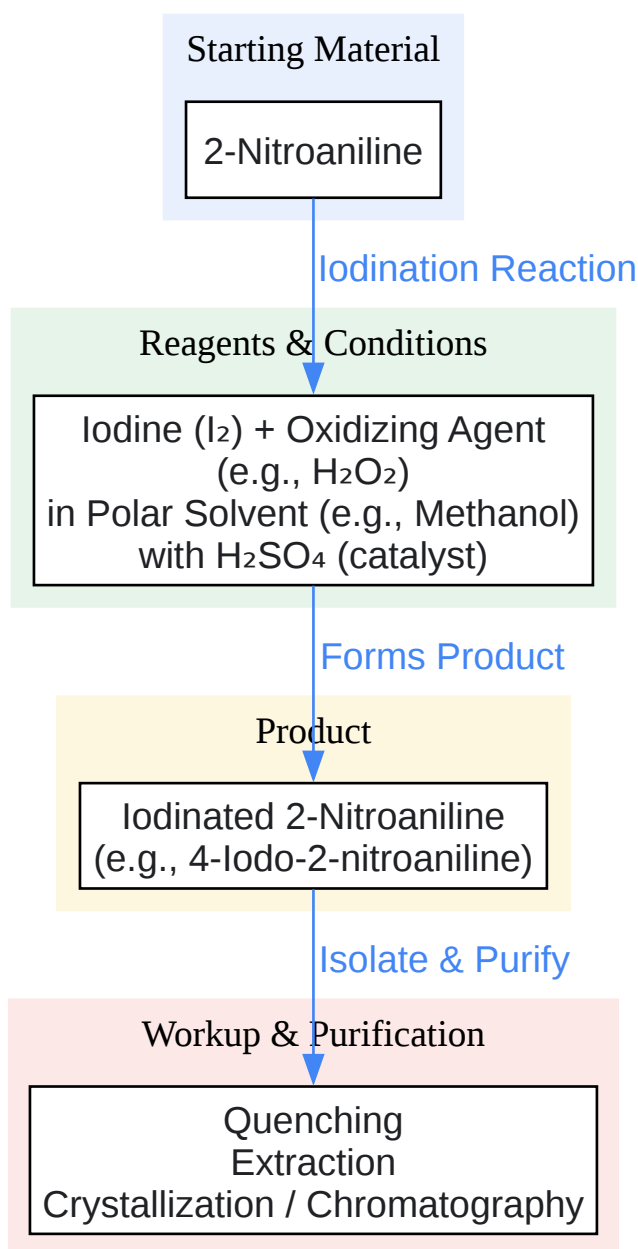 Starting Material
2-Nitroaniline
Iodination Reaction
Reagents & Conditions
Iodine (I₂) + Oxidizing Agent
(e.g., H₂O₂)
in Polar Solvent (e.g., Methanol)
with H₂SO₄ (catalyst)
Forms Product
Product
Iodinated 2-Nitroaniline
(e.g., 4-Iodo-2-nitroaniline)
Isolate & Purify
Workup & Purification
Quenching
Extraction
Crystallization / Chromatography